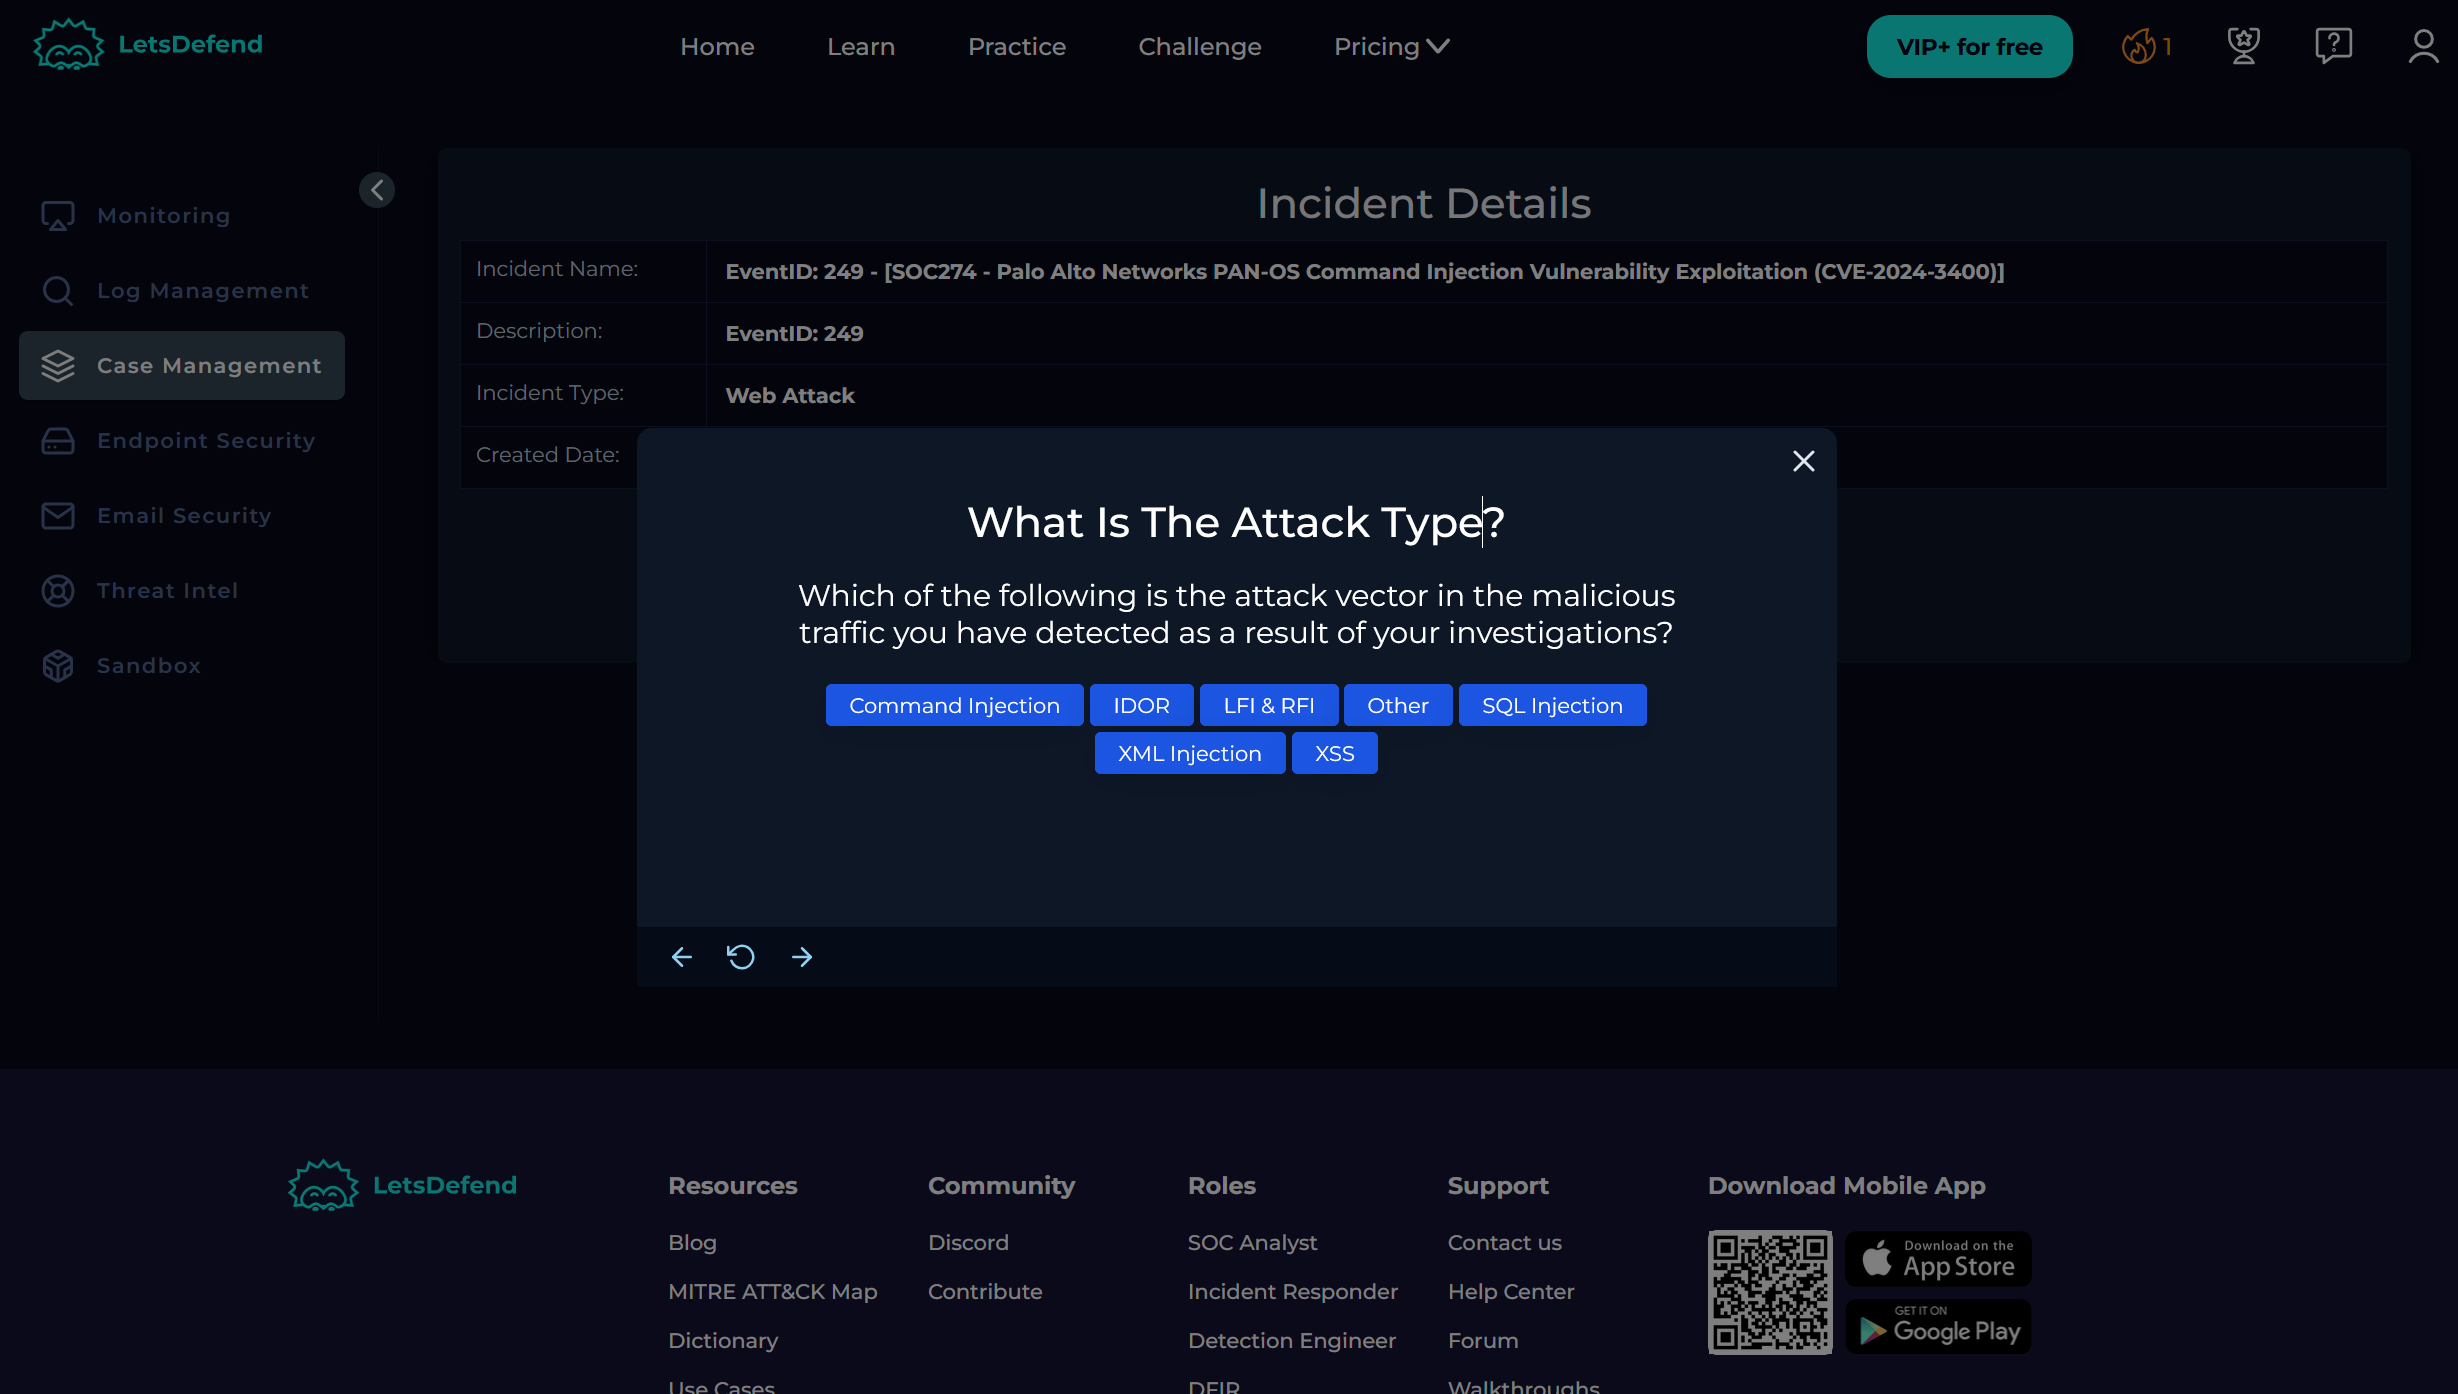 LetsDefend
Home
Learn
Practice
Challenge
Pricing
VIP+ for free
1
Monitoring
Log Management
Case Management
Endpoint Security
Email Security
Threat Intel
Sandbox
Incident Details
Incident Name:
EventID: 249 - [SOC274 - Palo Alto Networks PAN-OS Command Injection Vulnerability Exploitation (CVE-2024-3400)]
Description:
EventID: 249
Incident Type:
Web Attack
Created Date:
What Is The Attack Type?
Which of the following is the attack vector in the malicious
traffic you have detected as a result of your investigations?
Command Injection
IDOR
LFI & RFI
Other
SQL Injection
XML Injection
XSS
LetsDefend
Resources
Blog
MITRE ATT&CK Map
Dictionary
Use Cases
Community
Discord
Contribute
Roles
SOC Analyst
Incident Responder
Detection Engineer
DFIR
Support
Contact us
Help Center
Forum
Walkthroughs
Download Mobile App
Download on the
App Store
GET IT ON
Google Play